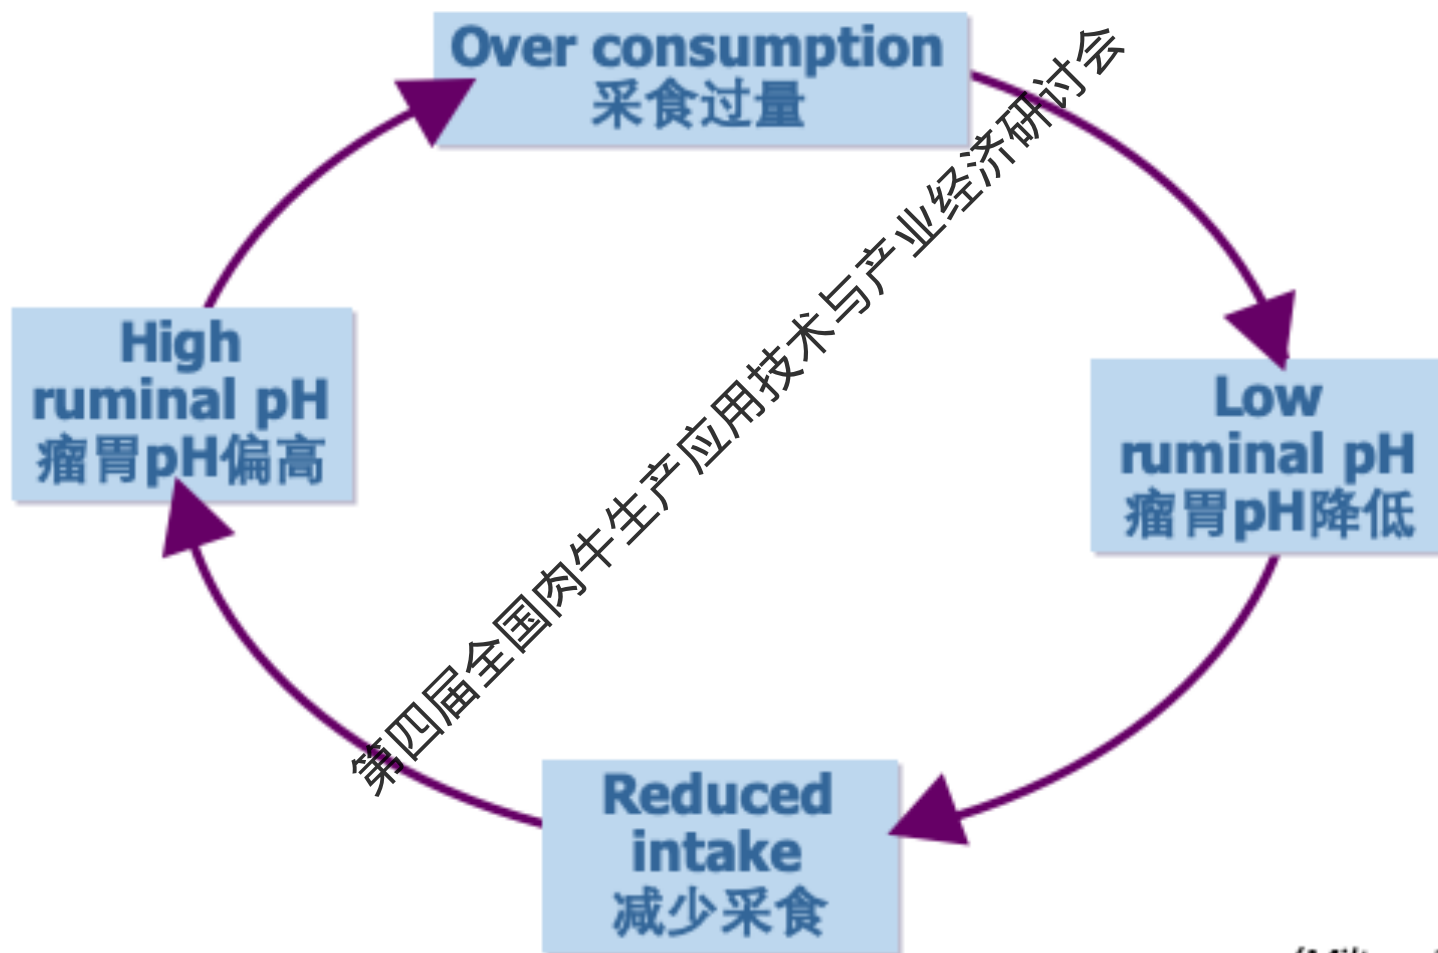 Over consumption
采食过量
High
ruminal pH
瘤胃pH偏高
Low
ruminal pH
瘤胃pH降低
Reduced
intake
减少采食
第四届全国肉牛生产应用技术与产业经济研讨会